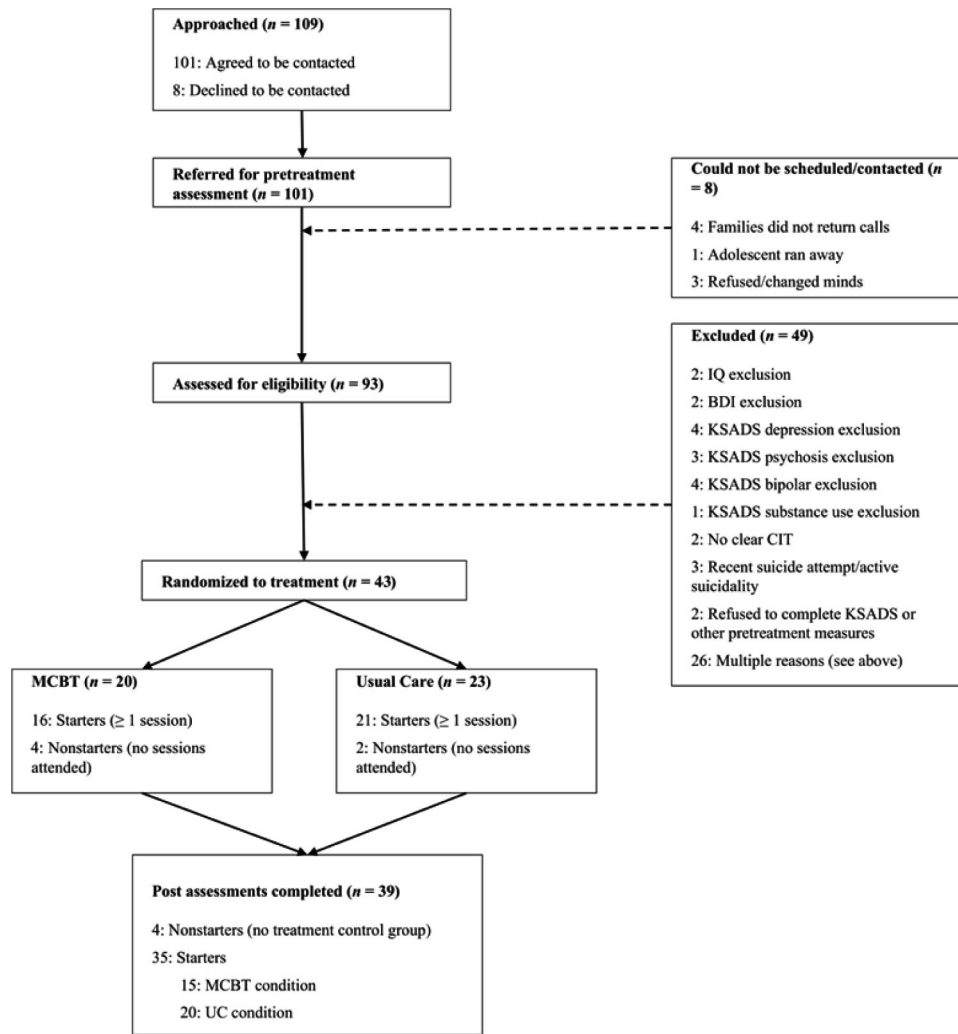 Approached (n = 109)
101: Agreed to be contacted
8: Declined to be contacted
Referred for pretreatment
assessment (n = 101)
Could not be scheduled/contacted (n
= 8)
4: Families did not return calls
1: Adolescent ran away
3: Refused/changed minds
Assessed for eligibility (n = 93)
Excluded (n = 49)
2: IQ exclusion
2: BDI exclusion
4: KSADS depression exclusion
3: KSADS psychosis exclusion
4: KSADS bipolar exclusion
1: KSADS substance use exclusion
2: No clear CIT
3: Recent suicide attempt/active
suicidality
2: Refused to complete KSADS or
other pretreatment measures
26: Multiple reasons (see above)
Randomized to treatment (n = 43)
MCBT (n = 20)
16: Starters (≥ 1 session)
4: Nonstarters (no sessions
attended)
Usual Care (n = 23)
21: Starters (≥ 1 session)
2: Nonstarters (no sessions
attended)
Post assessments completed (n = 39)
4: Nonstarters (no treatment control group)
35: Starters
15: MCBT condition
20: UC condition